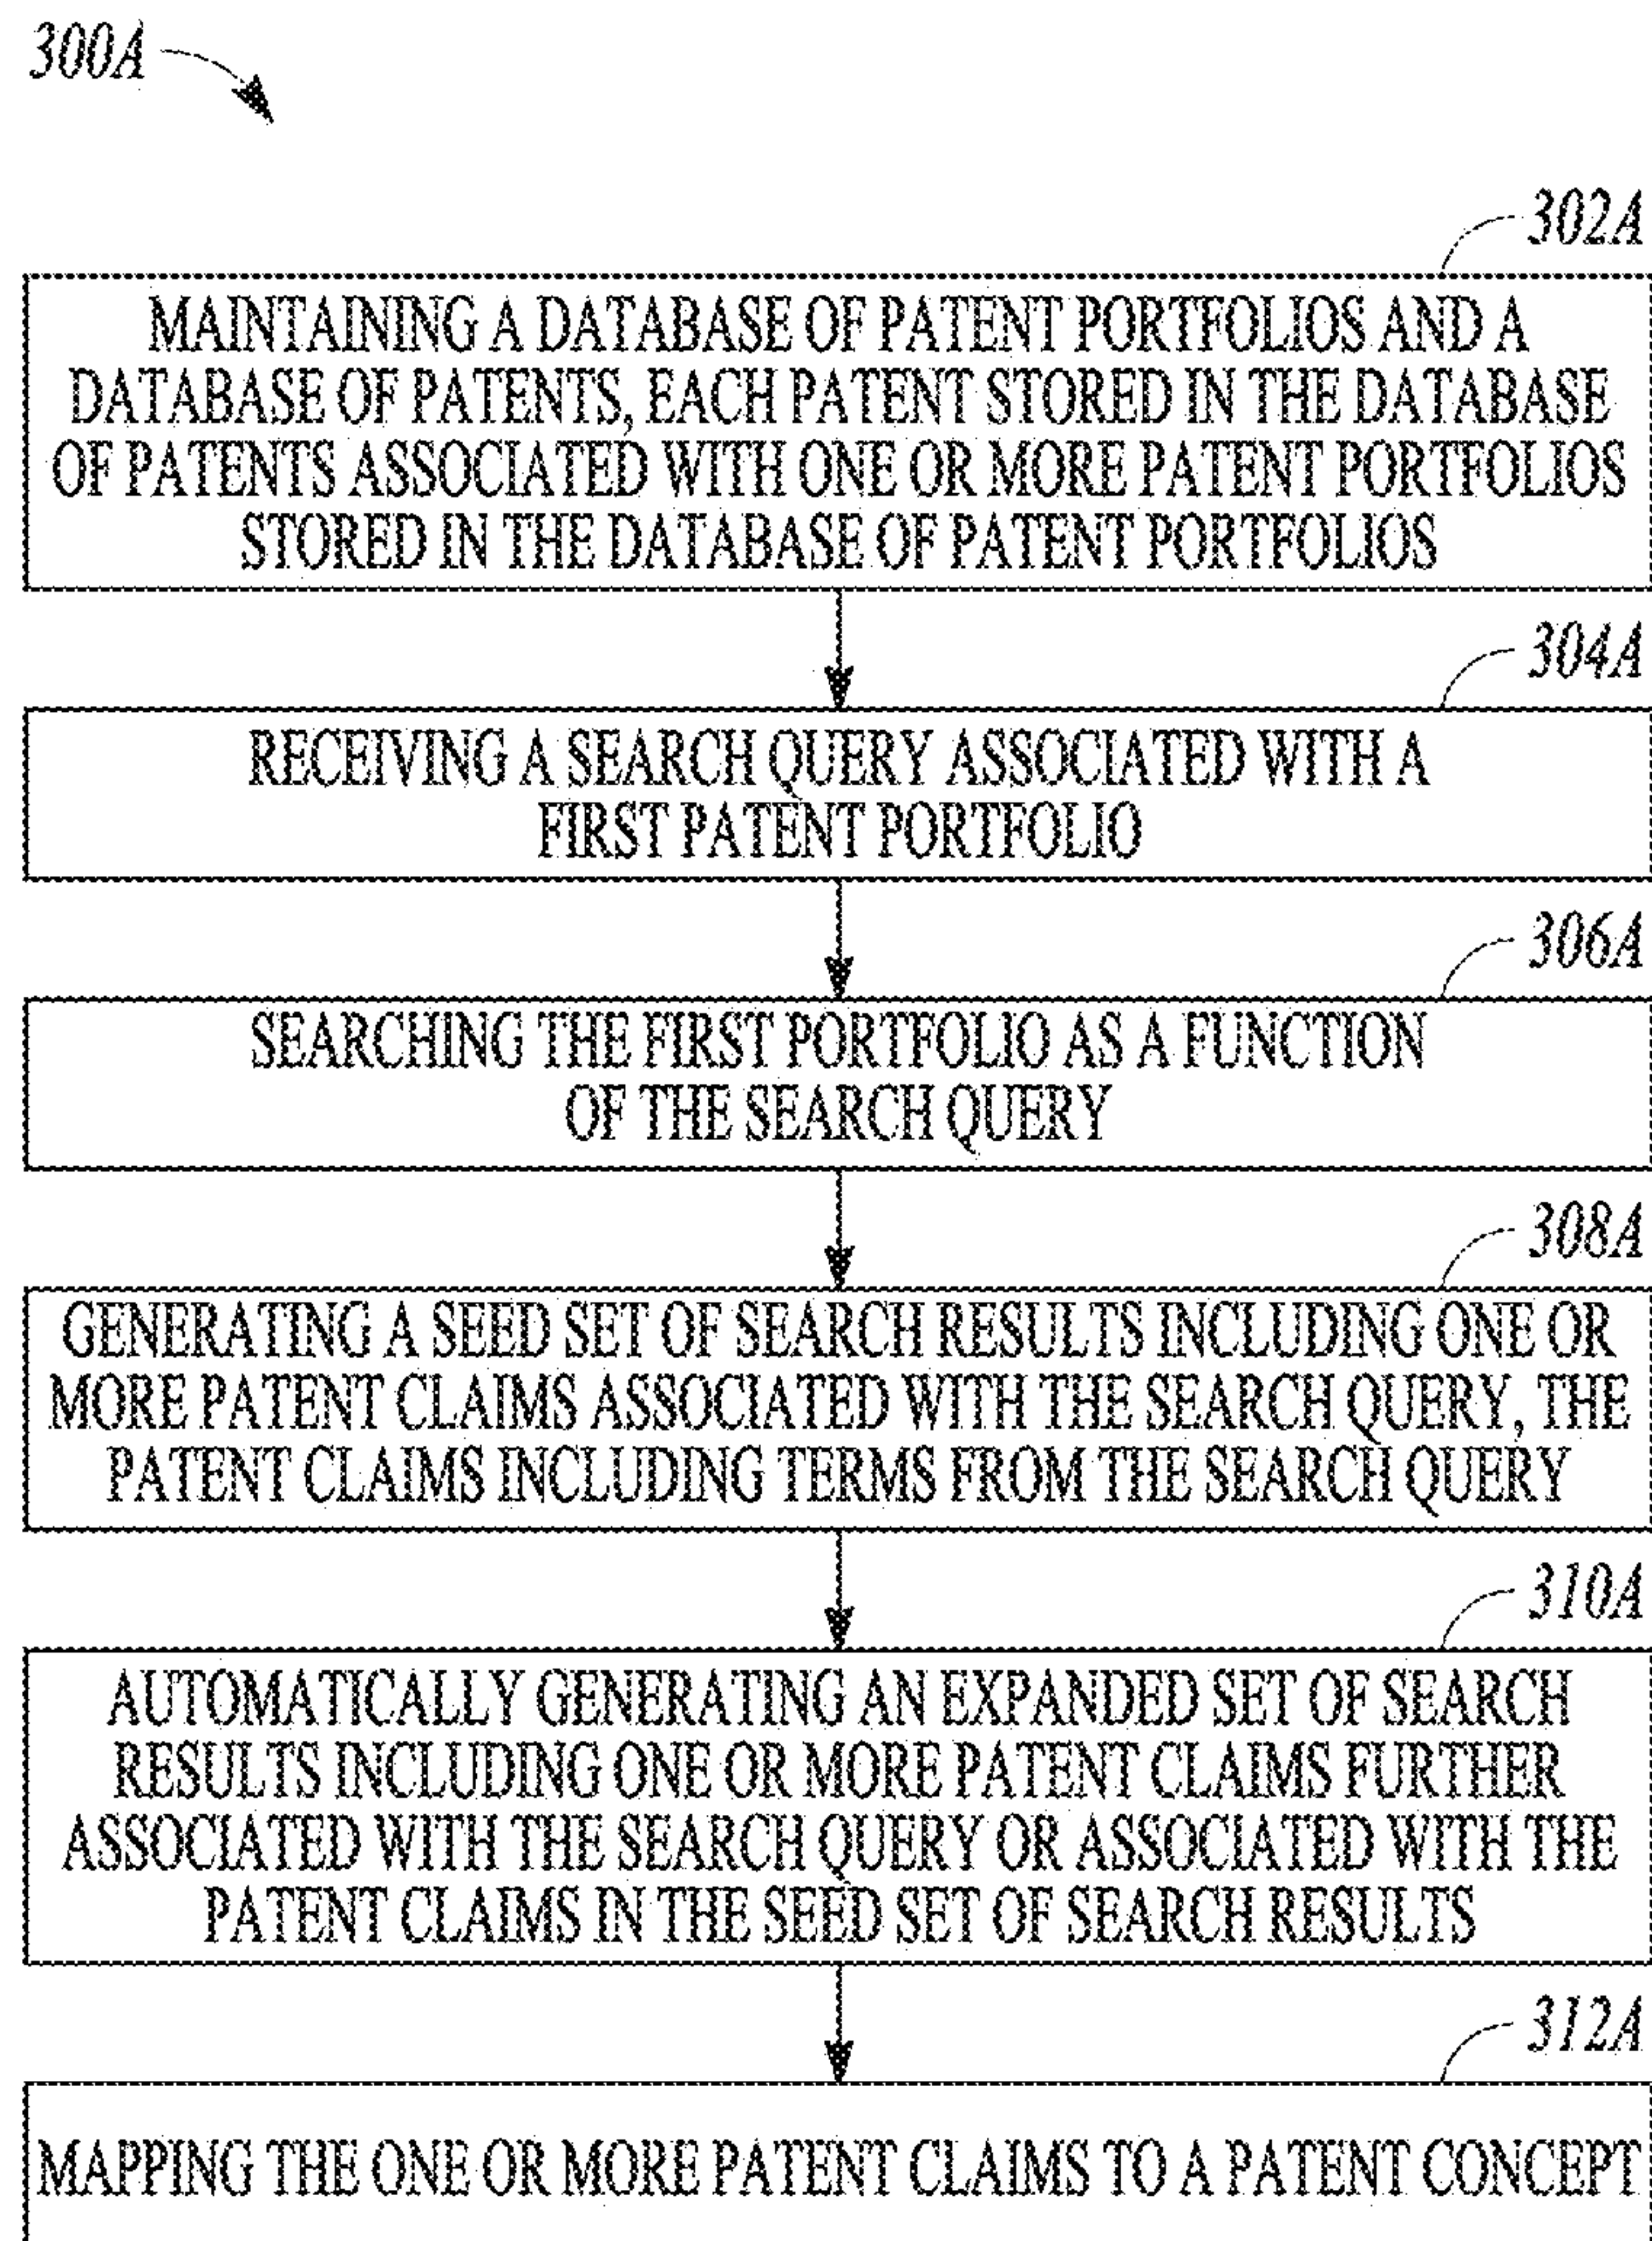 300A
302A
MAINTAINING A DATABASE OF PATENT PORTFOLIOS AND A
DATABASE OF PATENTS, EACH PATENT STORED IN THE DATABASE
OF PATENTS ASSOCIATED WITH ONE OR MORE PATENT PORTFOLIOS
STORED IN THE DATABASE OF PATENT PORTFOLIOS
304A
RECEIVING A SEARCH QUERY ASSOCIATED WITH A
FIRST PATENT PORTFOLIO
306A
SEARCHING THE FIRST PORTFOLIO AS A FUNCTION
OF THE SEARCH QUERY
308A
GENERATING A SEED SET OF SEARCH RESULTS INCLUDING ONE OR
MORE PATENT CLAIMS ASSOCIATED WITH THE SEARCH QUERY, THE
PATENT CLAIMS INCLUDING TERMS FROM THE SEARCH QUERY
310A
AUTOMATICALLY GENERATING AN EXPANDED SET OF SEARCH
RESULTS INCLUDING ONE OR MORE PATENT CLAIMS FURTHER
ASSOCIATED WITH THE SEARCH QUERY OR ASSOCIATED WITH THE
PATENT CLAIMS IN THE SEED SET OF SEARCH RESULTS
312A
MAPPING THE ONE OR MORE PATENT CLAIMS TO A PATENT CONCEPT